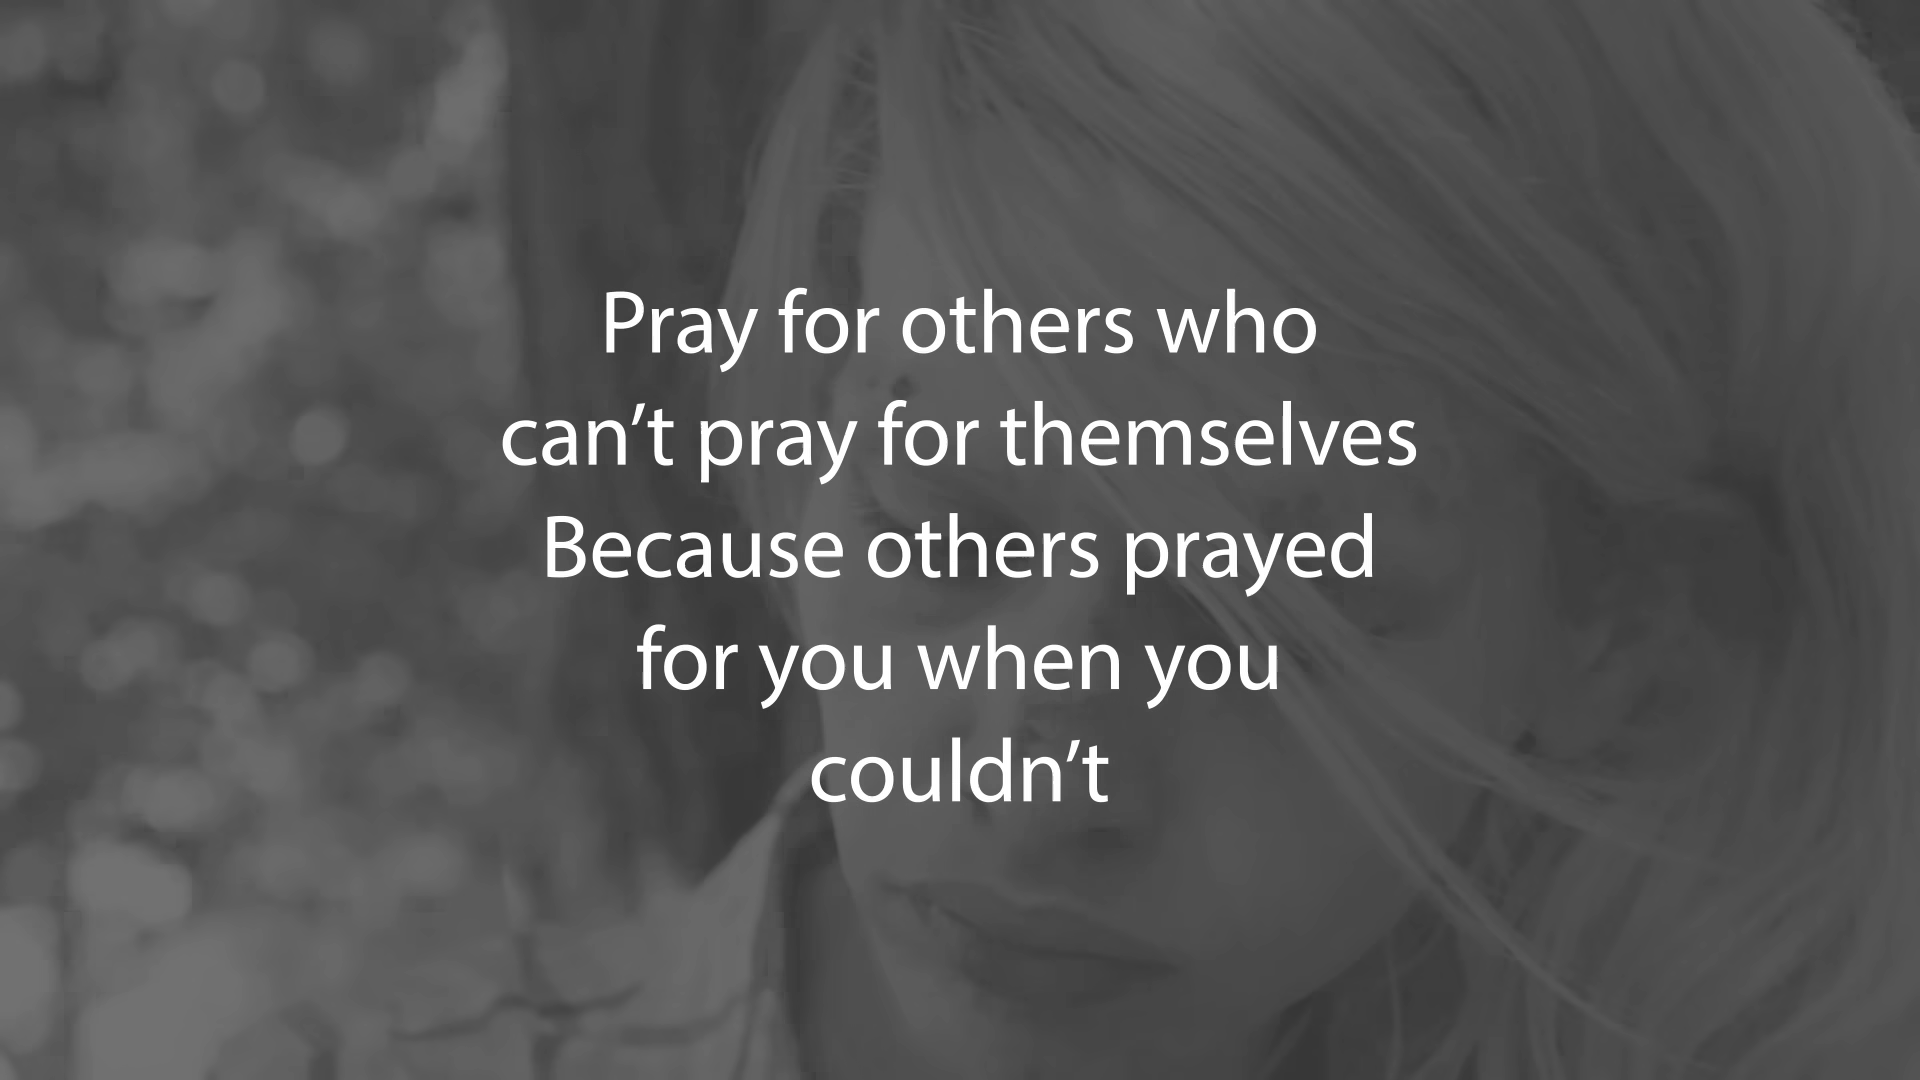 Pray for others who
can’t pray for themselves
Because others prayed
for you when you
couldn’t